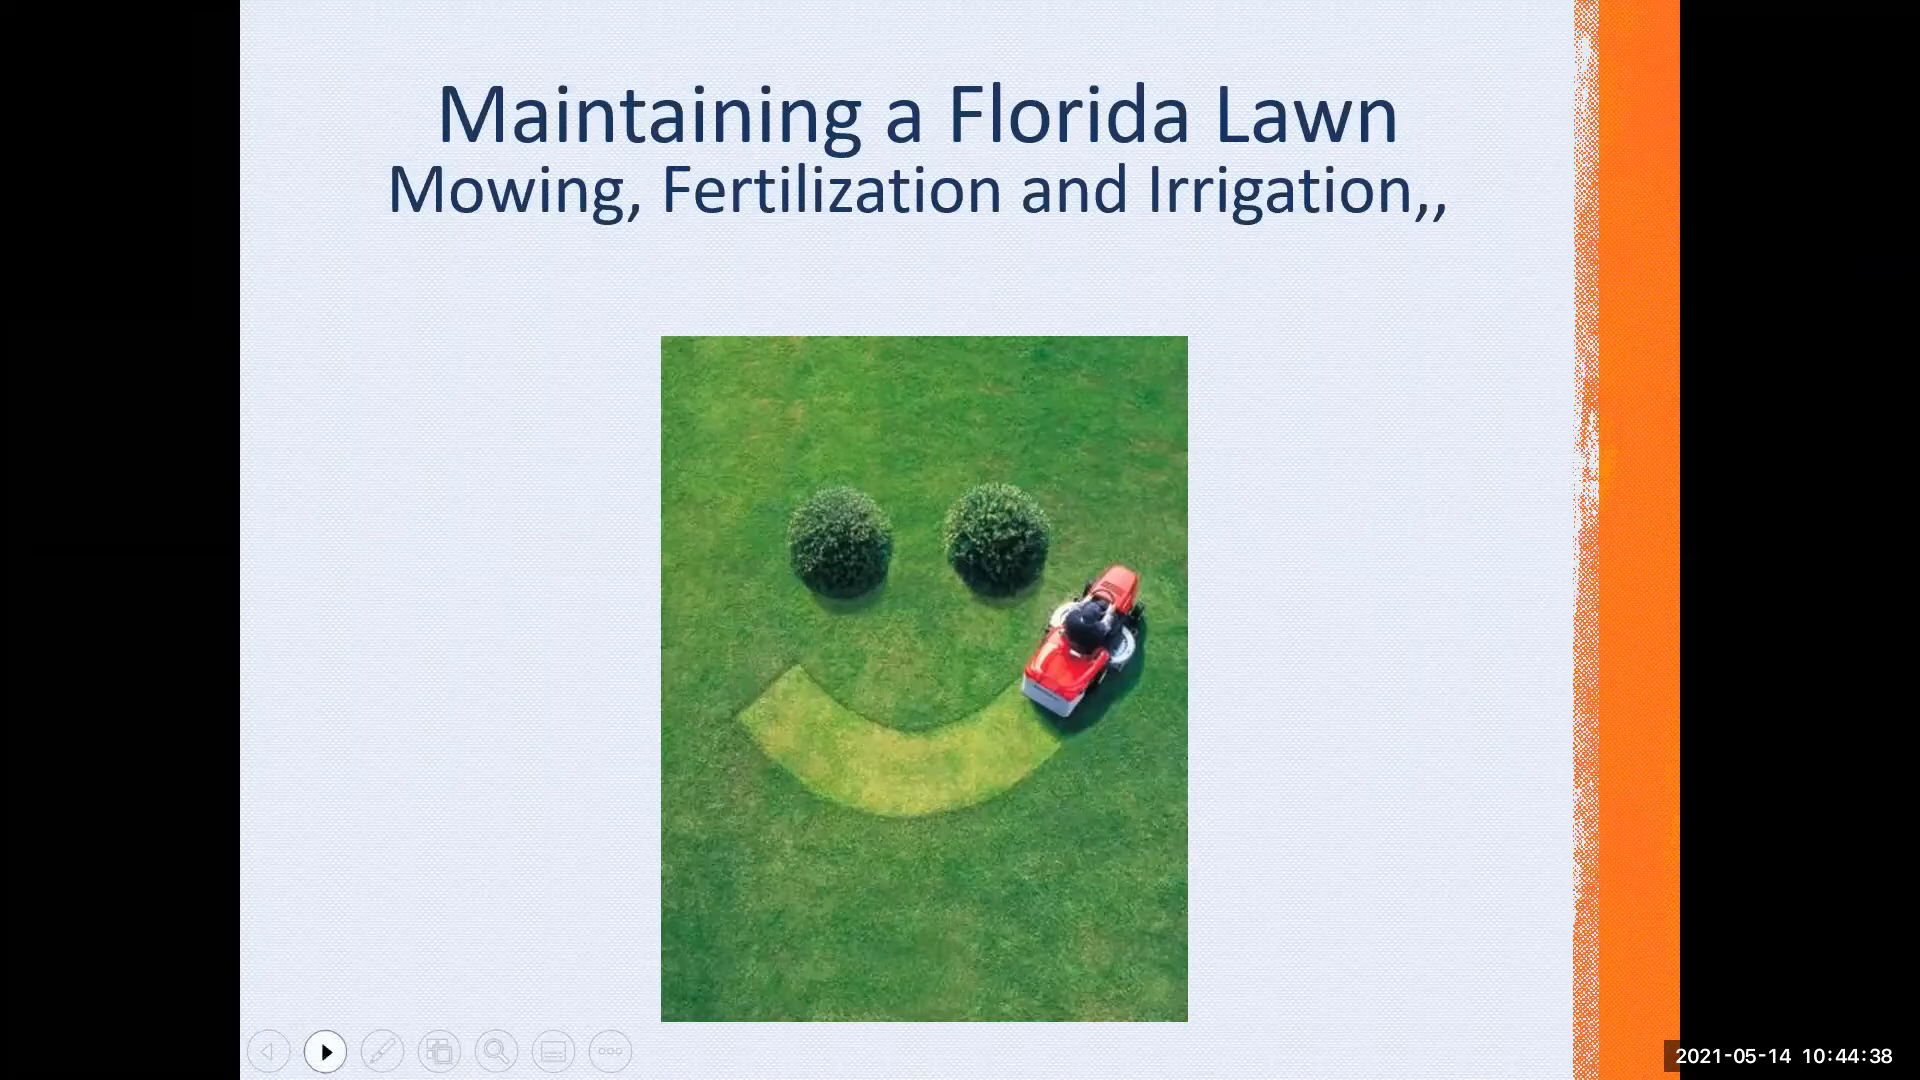 Maintaining a Florida Lawn
Mowing, Fertilization and Irrigation,,
2021-05-14 10:44:38